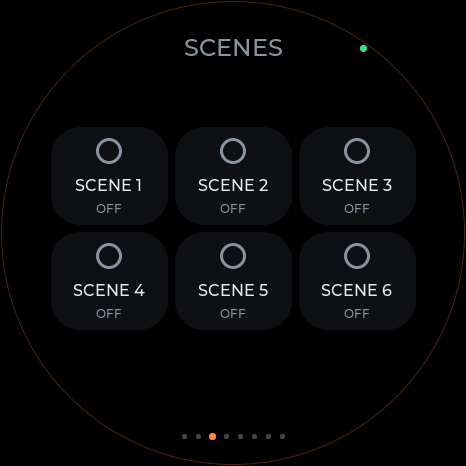 SCENES
SCENE 1
OFF
SCENE 2
OFF
SCENE 3
OFF
SCENE 4
OFF
SCENE 5
OFF
SCENE 6
OFF